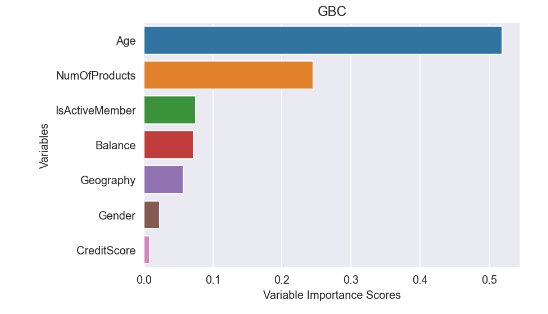 GBC
Age
NumOfProducts
IsActiveMember
Balance
Geography
Gender
CreditScore
Variables
0.0 0.1 0.2 0.3 0.4 0.5
Variable Importance Scores